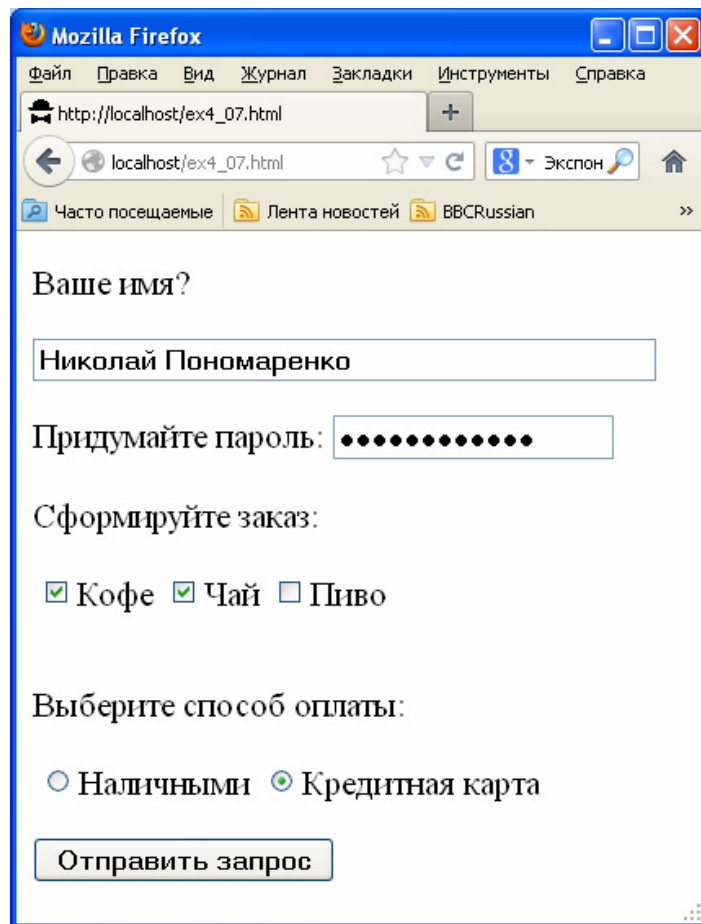 Mozilla Firefox
Файл Правка Вид Журнал Закладки Инструменты Справка
http://localhost/ex4_07.html +
localhost/ex4_07.html 8 Экспон
Часто посещаемые Лента новостей BBCRussian »
Ваше имя?
Николай Пономаренко
Придумайте пароль: ••••••••••••
Сформируйте заказ:
Кофе Чай Пиво
Выберите способ оплаты:
Наличными Кредитная карта
Отправить запрос